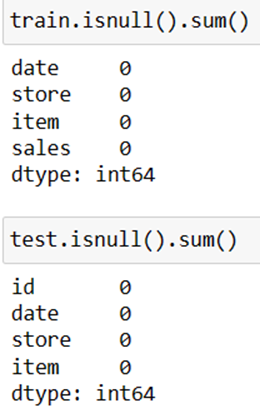 train.isnull().sum()
date 0
store 0
item 0
sales 0
dtype: int64
test.isnull().sum()
id 0
date 0
store 0
item 0
dtype: int64